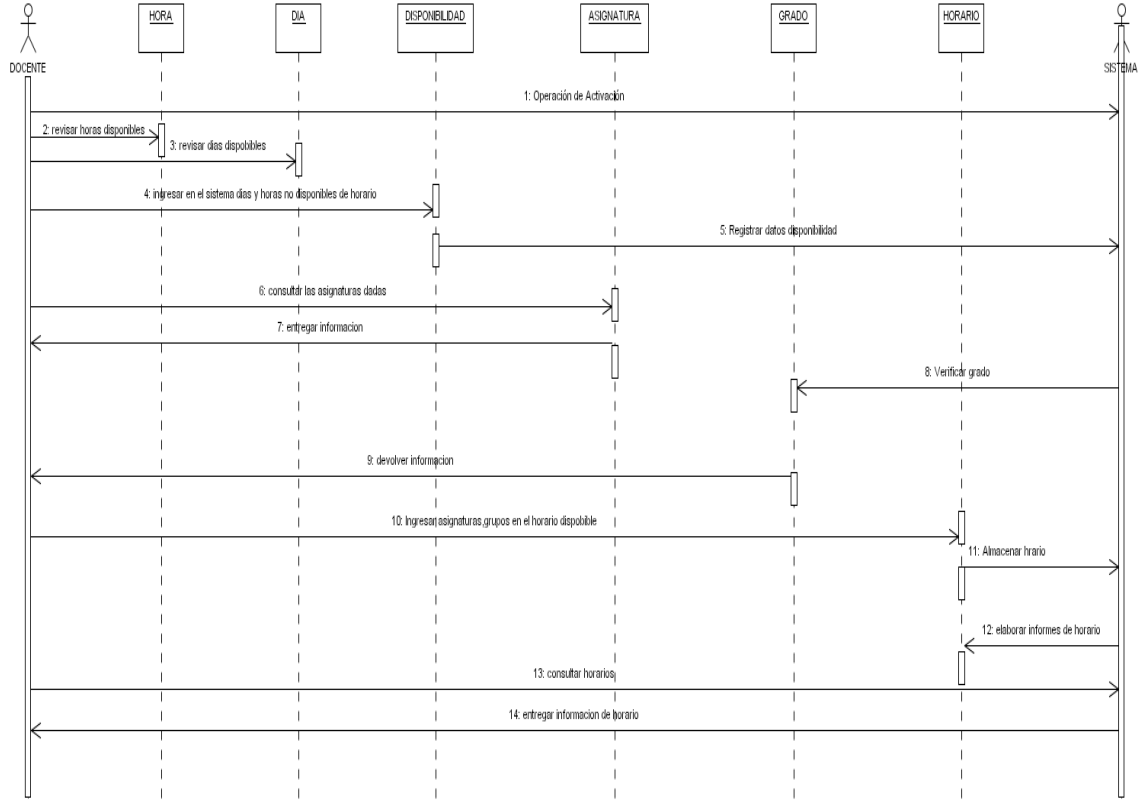 HORA
DIA
DISPONIBILIDAD
ASIGNATURA
GRADO
HORARIO
DOCENTE
SISTEMA
1: Operación de Activación
2: revisar horas disponibles
3: revisar dias dispobibles
4: ingresar en el sistema dias y horas no disponibles de horario
5: Registrar datos disponibilidad
6: consultar las asignaturas dadas
7: entregar informacion
8: Verificar grado
9: devolver informacion
10: Ingresar asignaturas,grupos en el horario dispobible
11: Almacenar hrario
12: elaborar informes de horario
13: consultar horarios
14: entregar informacion de horario